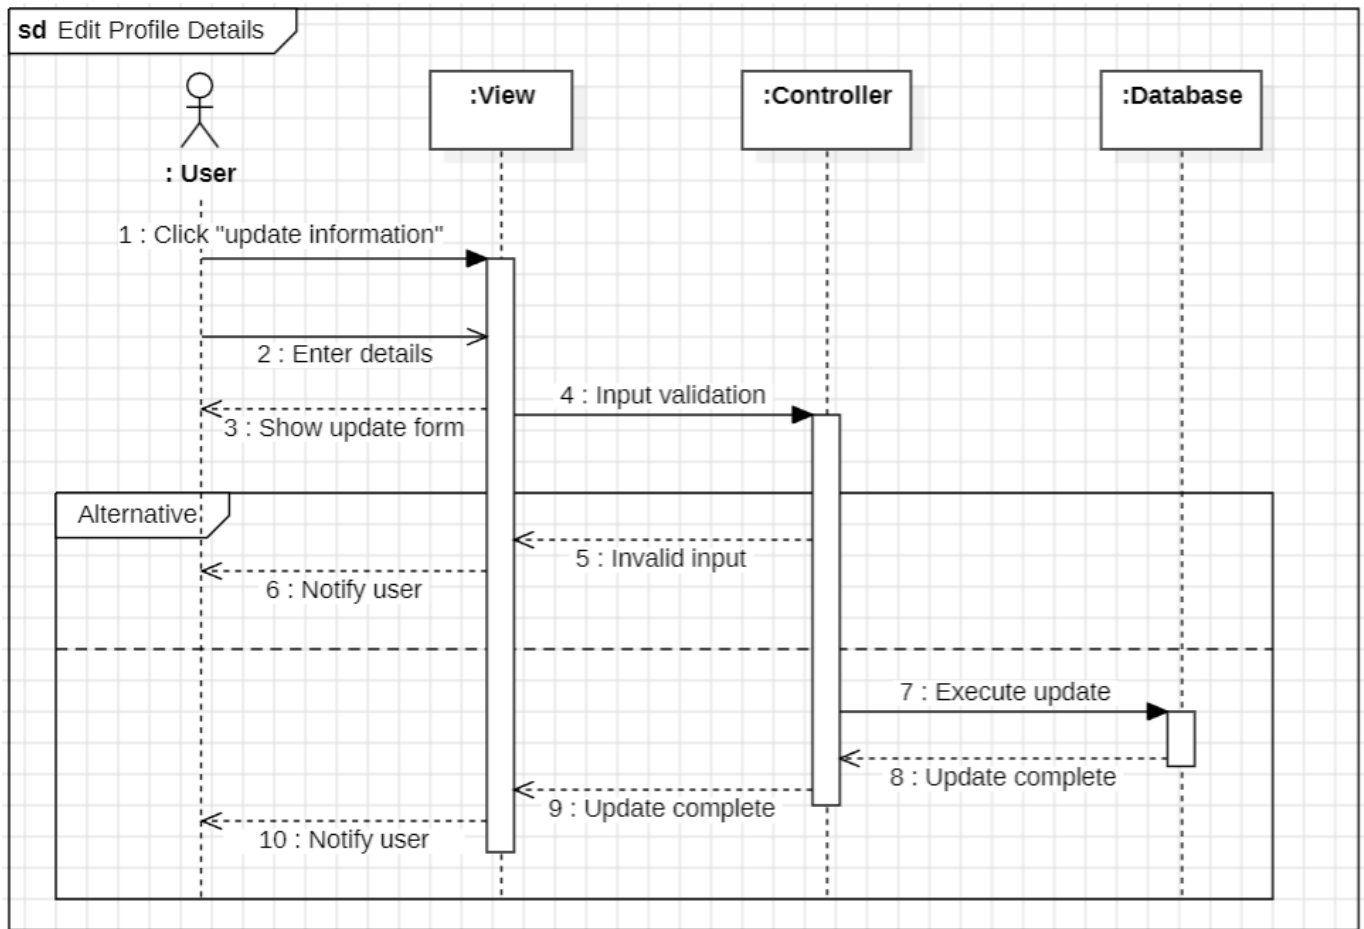 sd Edit Profile Details
:View
:Controller
:Database
: User
1 : Click "update information"
2 : Enter details
4 : Input validation
3 : Show update form
Alternative
5 : Invalid input
6 : Notify user
7 : Execute update
8 : Update complete
9 : Update complete
10 : Notify user